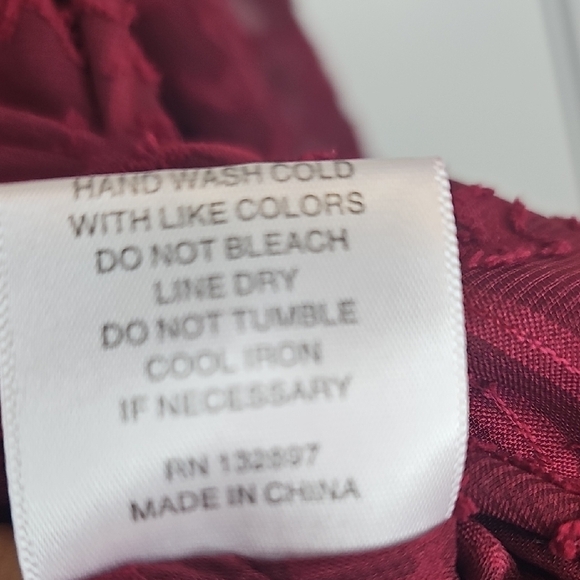 HAND WASH COLD
WITH LIKE COLORS
DO NOT BLEACH
LINE DRY
DO NOT TUMBLE
COOL IRON
IF NECESSARY
RN 132897
MADE IN CHINA